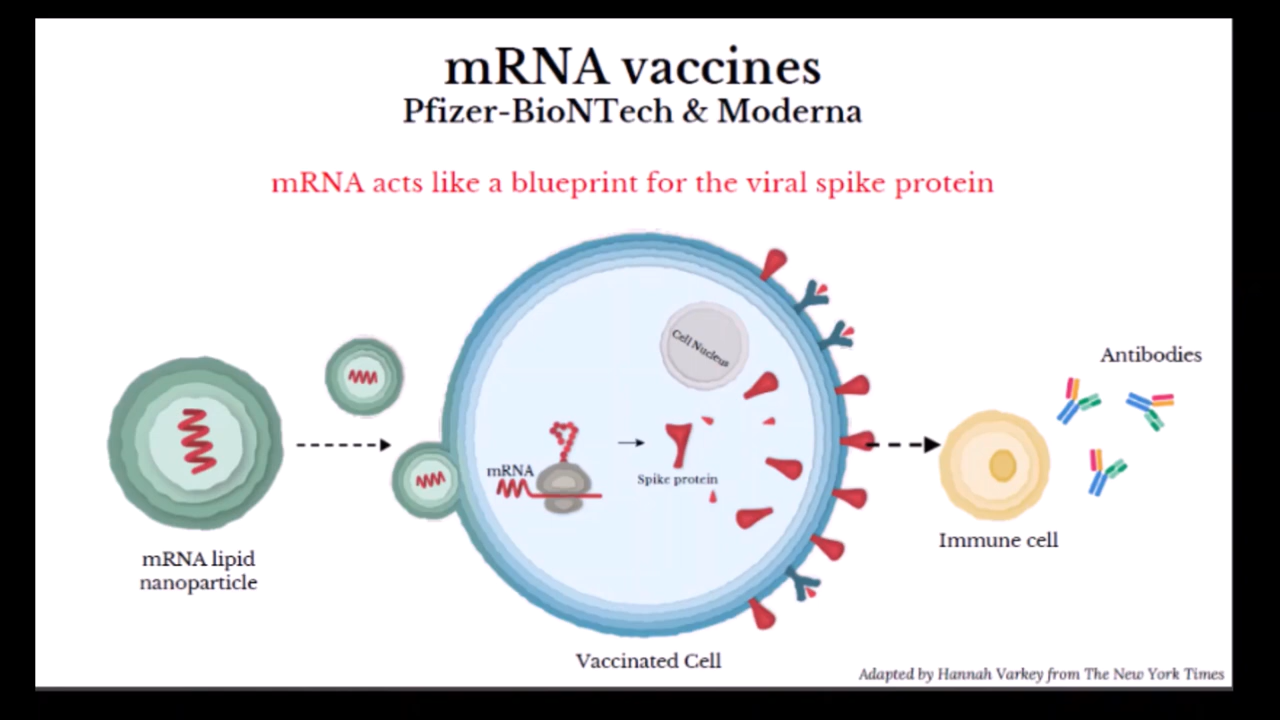 mRNA vaccines
Pfizer-BioNTech & Moderna
mRNA acts like a blueprint for the viral spike protein
Cell Nucleus
Antibodies
mRNA
Spike protein
Immune cell
mRNA lipid
nanoparticle
Vaccinated Cell
Adapted by Hannah Varkey from The New York Times